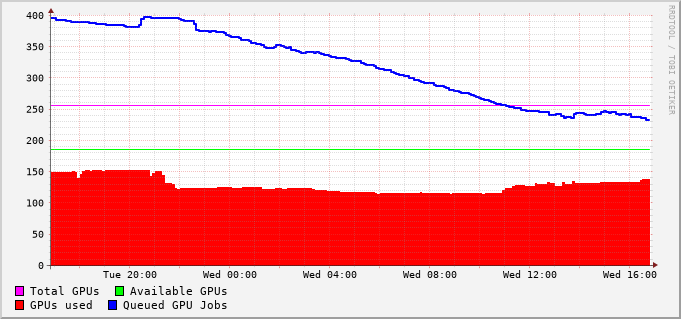 400
350
300
250
200
150
100
50
0
Tue 20:00 Wed 00:00 Wed 04:00 Wed 08:00 Wed 12:00 Wed 16:00
Total GPUs Available GPUs
GPUs used Queued GPU Jobs
RRDTOOL / TOBI OETIKER